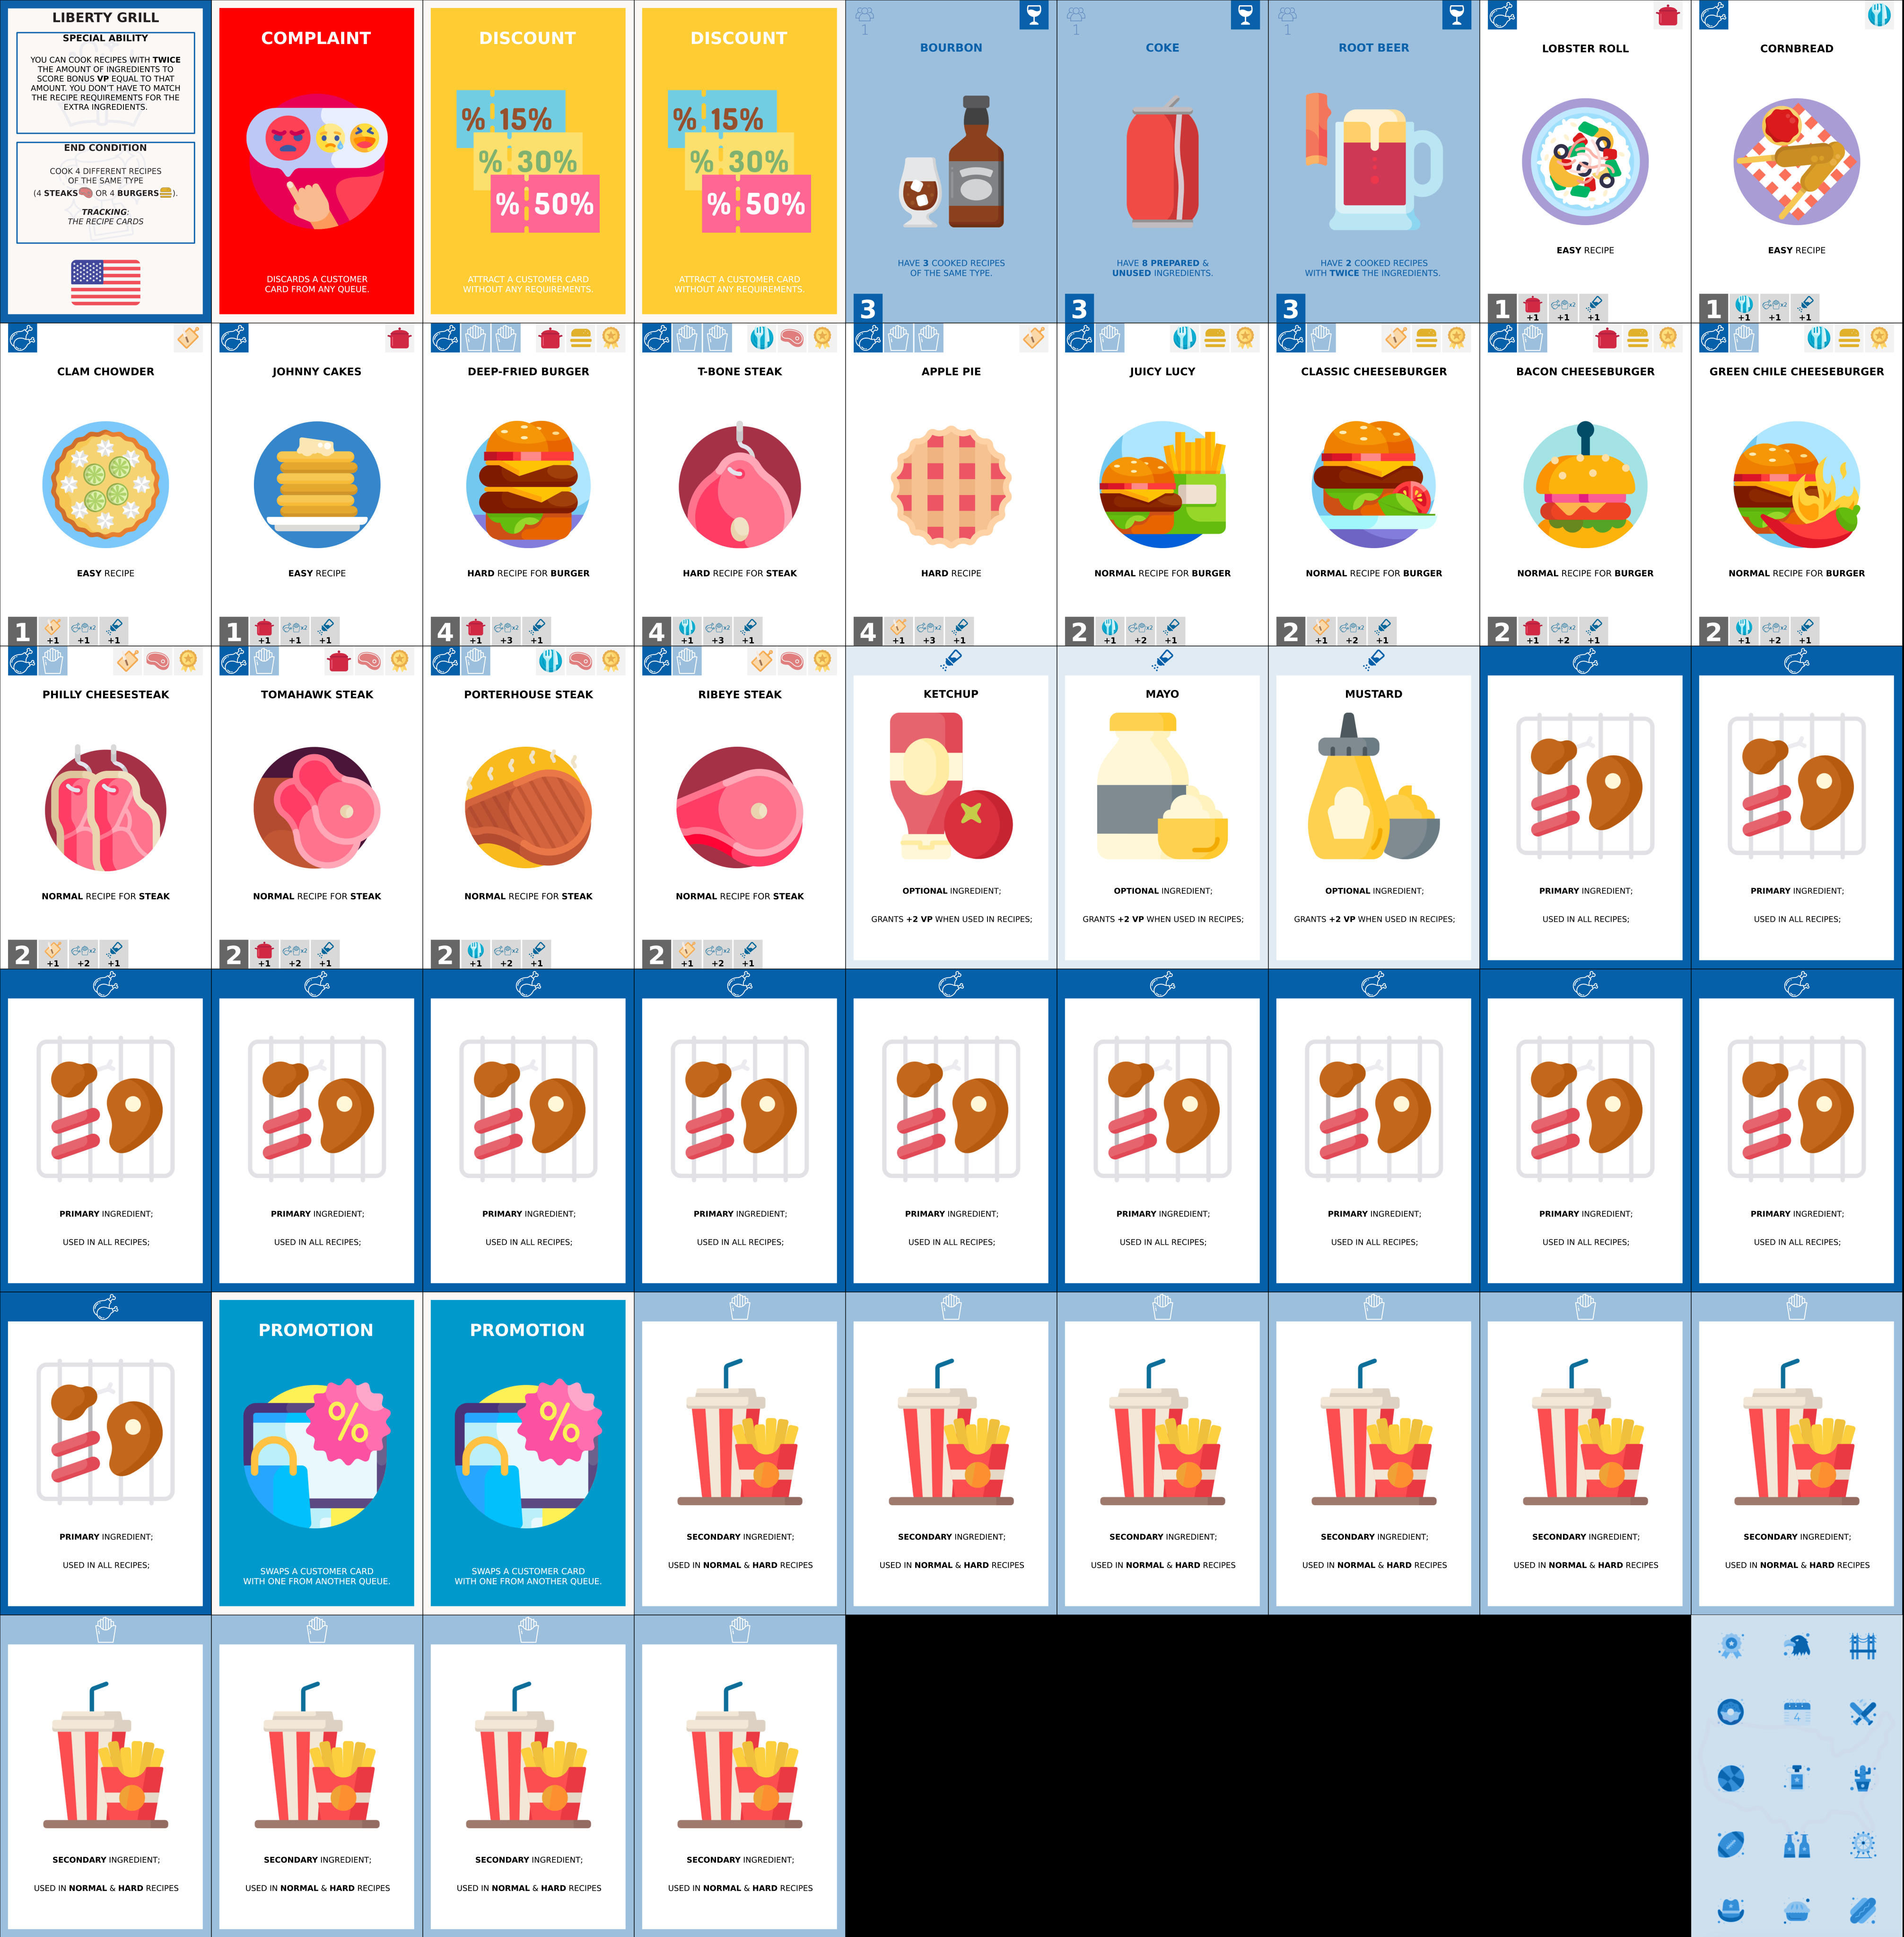 LIBERTY GRILL
SPECIAL ABILITY
YOU CAN COOK RECIPES WITH TWICE
THE AMOUNT OF INGREDIENTS TO
SCORE BONUS VP EQUAL TO THAT
AMOUNT. YOU DON'T HAVE TO MATCH
THE RECIPE REQUIREMENTS FOR THE
EXTRA INGREDIENTS.
END CONDITION
COOK 4 DIFFERENT RECIPES
OF THE SAME TYPE
(4 STEAKS OR 4 BURGERS ).
TRACKING:
THE RECIPE CARDS
COMPLAINT
DISCARDS A CUSTOMER
CARD FROM ANY QUEUE.
DISCOUNT
% 15%
% 30%
% 50%
ATTRACT A CUSTOMER CARD
WITHOUT ANY REQUIREMENTS.
DISCOUNT
% 15%
% 30%
% 50%
ATTRACT A CUSTOMER CARD
WITHOUT ANY REQUIREMENTS.
1
BOURBON
HAVE 3 COOKED RECIPES
OF THE SAME TYPE.
3
1
COKE
HAVE 8 PREPARED &
UNUSED INGREDIENTS.
3
1
ROOT BEER
HAVE 2 COOKED RECIPES
WITH TWICE THE INGREDIENTS.
3
LOBSTER ROLL
EASY RECIPE
1 +1 x2 +1 +1
CORNBREAD
EASY RECIPE
1 +1 x2 +1 +1
CLAM CHOWDER
EASY RECIPE
1 +1 x2 +1 +1
JOHNNY CAKES
EASY RECIPE
1 +1 x2 +1 +1
DEEP-FRIED BURGER
HARD RECIPE FOR BURGER
4 +1 x2 +3 +1
T-BONE STEAK
HARD RECIPE FOR STEAK
4 +1 x2 +3 +1
APPLE PIE
HARD RECIPE
4 +1 x2 +3 +1
JUICY LUCY
NORMAL RECIPE FOR BURGER
2 +1 x2 +2 +1
CLASSIC CHEESEBURGER
NORMAL RECIPE FOR BURGER
2 +1 x2 +2 +1
BACON CHEESEBURGER
NORMAL RECIPE FOR BURGER
2 +1 x2 +2 +1
GREEN CHILE CHEESEBURGER
NORMAL RECIPE FOR BURGER
2 +1 x2 +2 +1
PHILLY CHEESESTEAK
NORMAL RECIPE FOR STEAK
2 +1 x2 +2 +1
TOMAHAWK STEAK
NORMAL RECIPE FOR STEAK
2 +1 x2 +2 +1
PORTERHOUSE STEAK
NORMAL RECIPE FOR STEAK
2 +1 x2 +2 +1
RIBEYE STEAK
NORMAL RECIPE FOR STEAK
2 +1 x2 +2 +1
KETCHUP
OPTIONAL INGREDIENT;
GRANTS +2 VP WHEN USED IN RECIPES;
MAYO
OPTIONAL INGREDIENT;
GRANTS +2 VP WHEN USED IN RECIPES;
MUSTARD
OPTIONAL INGREDIENT;
GRANTS +2 VP WHEN USED IN RECIPES;
PRIMARY INGREDIENT;
USED IN ALL RECIPES;
PRIMARY INGREDIENT;
USED IN ALL RECIPES;
PRIMARY INGREDIENT;
USED IN ALL RECIPES;
PRIMARY INGREDIENT;
USED IN ALL RECIPES;
PRIMARY INGREDIENT;
USED IN ALL RECIPES;
PRIMARY INGREDIENT;
USED IN ALL RECIPES;
PRIMARY INGREDIENT;
USED IN ALL RECIPES;
PRIMARY INGREDIENT;
USED IN ALL RECIPES;
PRIMARY INGREDIENT;
USED IN ALL RECIPES;
PRIMARY INGREDIENT;
USED IN ALL RECIPES;
PRIMARY INGREDIENT;
USED IN ALL RECIPES;
PRIMARY INGREDIENT;
USED IN ALL RECIPES;
PROMOTION
%
SWAPS A CUSTOMER CARD
WITH ONE FROM ANOTHER QUEUE.
PROMOTION
%
SWAPS A CUSTOMER CARD
WITH ONE FROM ANOTHER QUEUE.
SECONDARY INGREDIENT;
USED IN NORMAL & HARD RECIPES
SECONDARY INGREDIENT;
USED IN NORMAL & HARD RECIPES
SECONDARY INGREDIENT;
USED IN NORMAL & HARD RECIPES
SECONDARY INGREDIENT;
USED IN NORMAL & HARD RECIPES
SECONDARY INGREDIENT;
USED IN NORMAL & HARD RECIPES
SECONDARY INGREDIENT;
USED IN NORMAL & HARD RECIPES
SECONDARY INGREDIENT;
USED IN NORMAL & HARD RECIPES
SECONDARY INGREDIENT;
USED IN NORMAL & HARD RECIPES
SECONDARY INGREDIENT;
USED IN NORMAL & HARD RECIPES
SECONDARY INGREDIENT;
USED IN NORMAL & HARD RECIPES
4